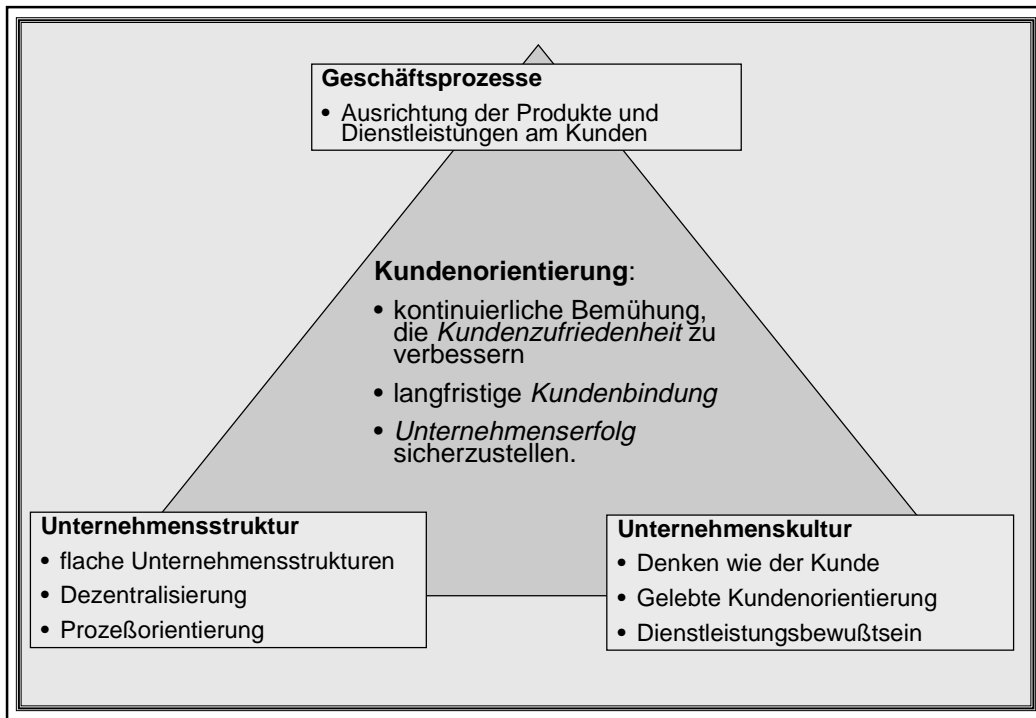 Geschäftsprozesse
• Ausrichtung der Produkte und
Dienstleistungen am Kunden
Kundenorientierung:
• kontinuierliche Bemühung,
die Kundenzufriedenheit zu
verbessern
• langfristige Kundenbindung
• Unternehmenserfolg
sicherzustellen.
Unternehmensstruktur
• flache Unternehmensstrukturen
• Dezentralisierung
• Prozeßorientierung
Unternehmenskultur
• Denken wie der Kunde
• Gelebte Kundenorientierung
• Dienstleistungsbewußtsein